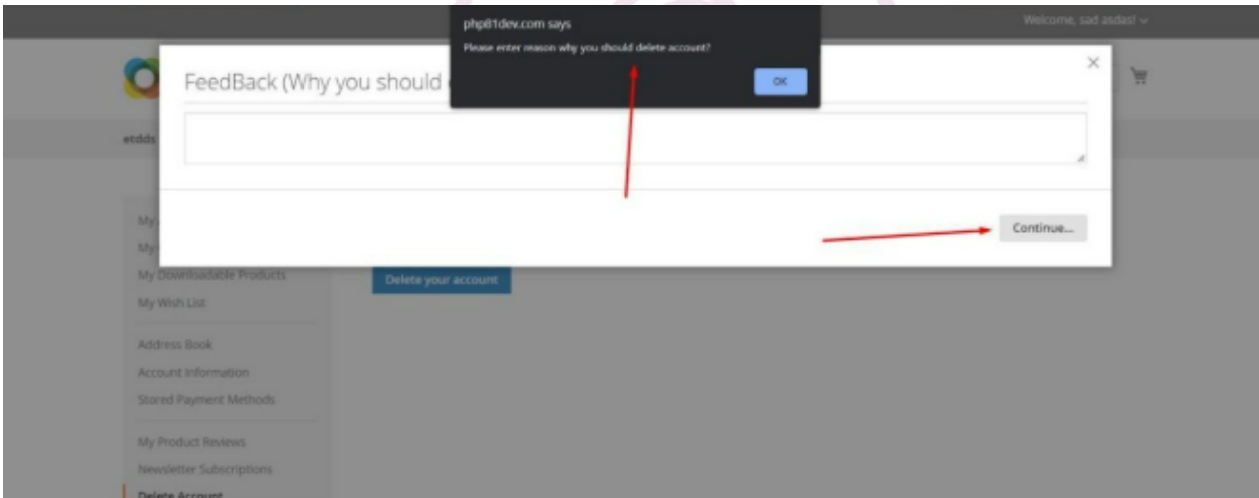 php81dev.com says
Welcome, sad asdas!
Please enter reason why you should delete account?
OK
FeedBack (Why you should
etdds
My
My
Continue...
My Downloadable Products
Delete your account
My Wish List
Address Book
Account Information
Stored Payment Methods
My Product Reviews
Newsletter Subscriptions
Delete Account